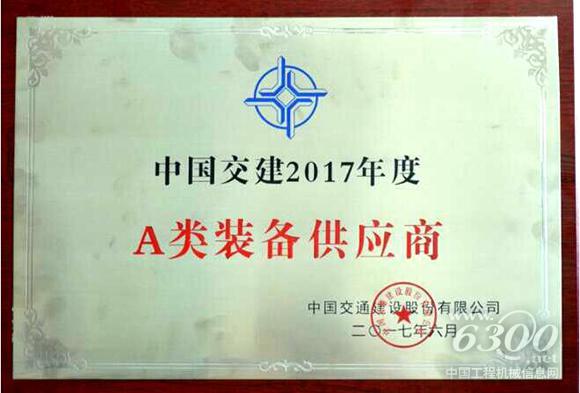 中国交建2017年度
A类装备供应商
中国交通建设股份有限公司
二〇一七年六月
www.6300.net
中国工程机械信息网